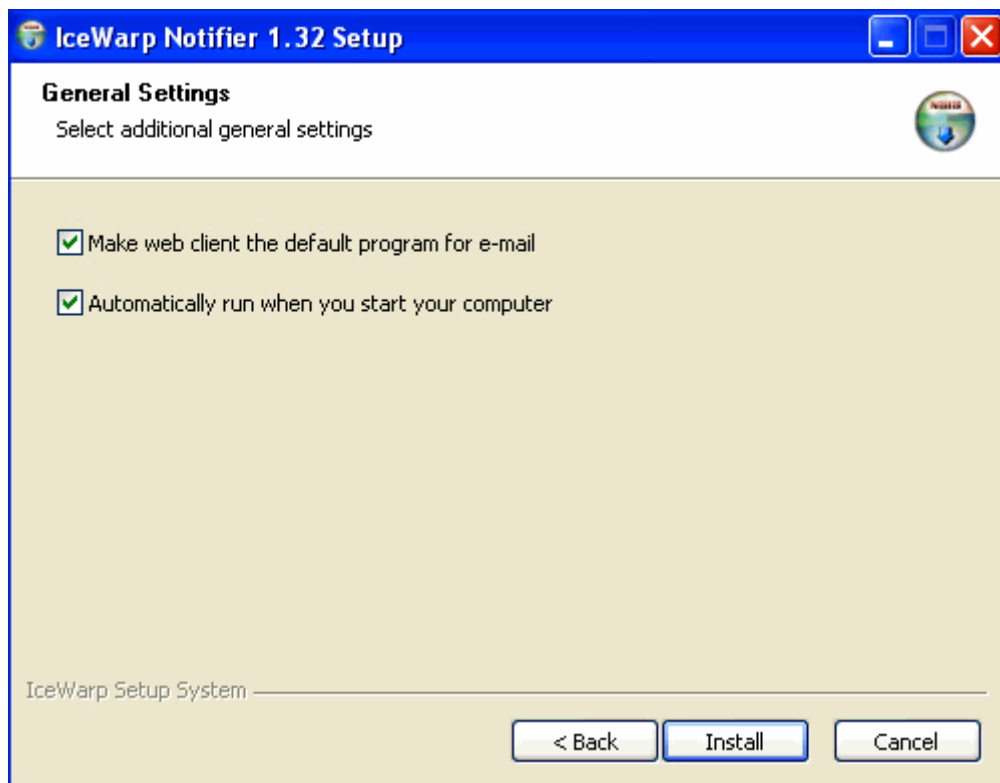 IceWarp Notifier 1.32 Setup
General Settings
Select additional general settings
Make web client the default program for e-mail
Automatically run when you start your computer
IceWarp Setup System
< Back
Install
Cancel